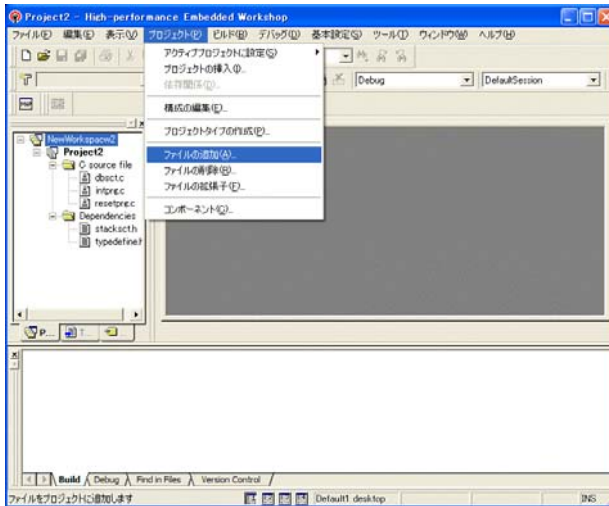 Project2 - High-performance Embedded Workshop
ファイル(F) 編集(E) 表示(V) プロジェクト(P) ビルド(B) デバッグ(D) 基本設定(S) ツール(T) ウィンドウ(W) ヘルプ(H)
アクティブプロジェクトに設定(S)
プロジェクトの挿入(I)...
依存関係(D)...
構成の編集(E)...
プロジェクトタイプの作成(P)...
ファイルの追加(A)...
ファイルの削除(R)...
ファイルの拡張子(F)...
コンポーネント(C)...
Debug
DefaultSession
NewWorkspacw2
Project2
C source file
dbsct.c
intprg.c
resetprg.c
Dependencies
stacksct.h
typedefine.h
P...
T...
Build Debug Find in Files Version Control
ファイルをプロジェクトに追加します Default1 desktop INS